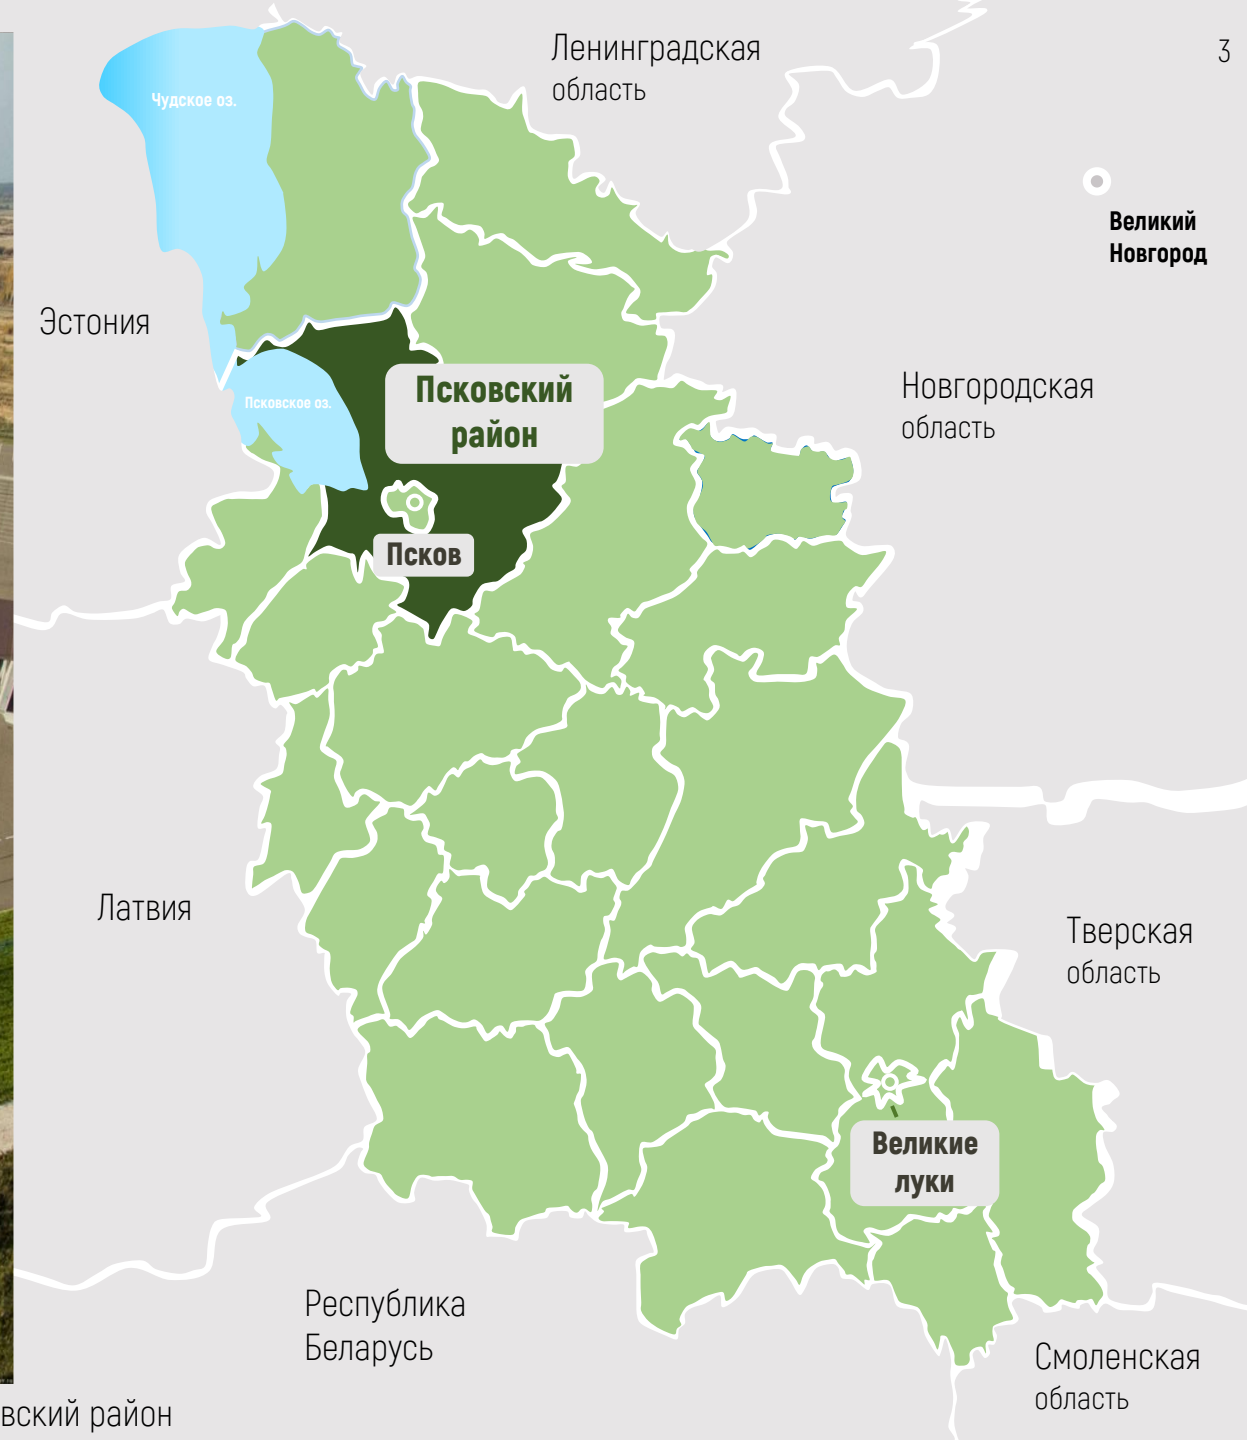 Ленинградская
область
3
Чудское оз.
Великий
Новгород
Эстония
Псковский
район
Новгородская
область
Псковское оз.
Псков
Латвия
Тверская
область
Великие
луки
Республика
Беларусь
Смоленская
область
вский район